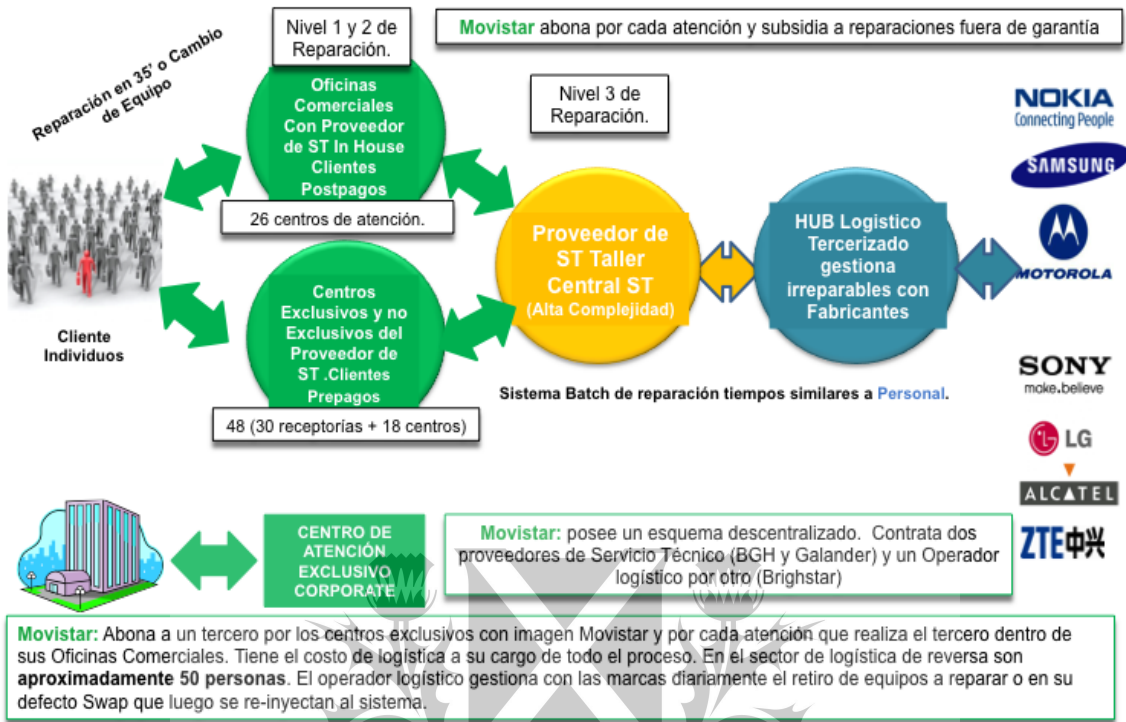 Nivel 1 y 2 de
Reparación.
Movistar abona por cada atención y subsidia a reparaciones fuera de garantía
Reparación en 35' o Cambio
de Equipo
Oficinas
Comerciales
Con Proveedor
de ST In House
Clientes
Postpagos
26 centros de atención.
Nivel 3 de
Reparación.
NOKIA
Connecting People
SAMSUNG
MOTOROLA
Proveedor de
ST Taller
Central ST
(Alta Complejidad)
HUB Logistico
Tercerizado
gestiona
irreparables con
Fabricantes
Cliente
Individuos
Centros
Exclusivos y no
Exclusivos del
Proveedor de
ST .Clientes
Prepagos
48 (30 receptorías + 18 centros)
Sistema Batch de reparación tiempos similares a Personal.
SONY
make.believe
LG
ALCATEL
ZTE中兴
CENTRO DE
ATENCIÓN
EXCLUSIVO
CORPORATE
Movistar: posee un esquema descentralizado. Contrata dos
proveedores de Servicio Técnico (BGH y Galander) y un Operador
logístico por otro (Brighstar)
Movistar: Abona a un tercero por los centros exclusivos con imagen Movistar y por cada atención que realiza el tercero dentro de
sus Oficinas Comerciales. Tiene el costo de logística a su cargo de todo el proceso. En el sector de logística de reversa son
aproximadamente 50 personas. El operador logístico gestiona con las marcas diariamente el retiro de equipos a reparar o en su
defecto Swap que luego se re-inyectan al sistema.